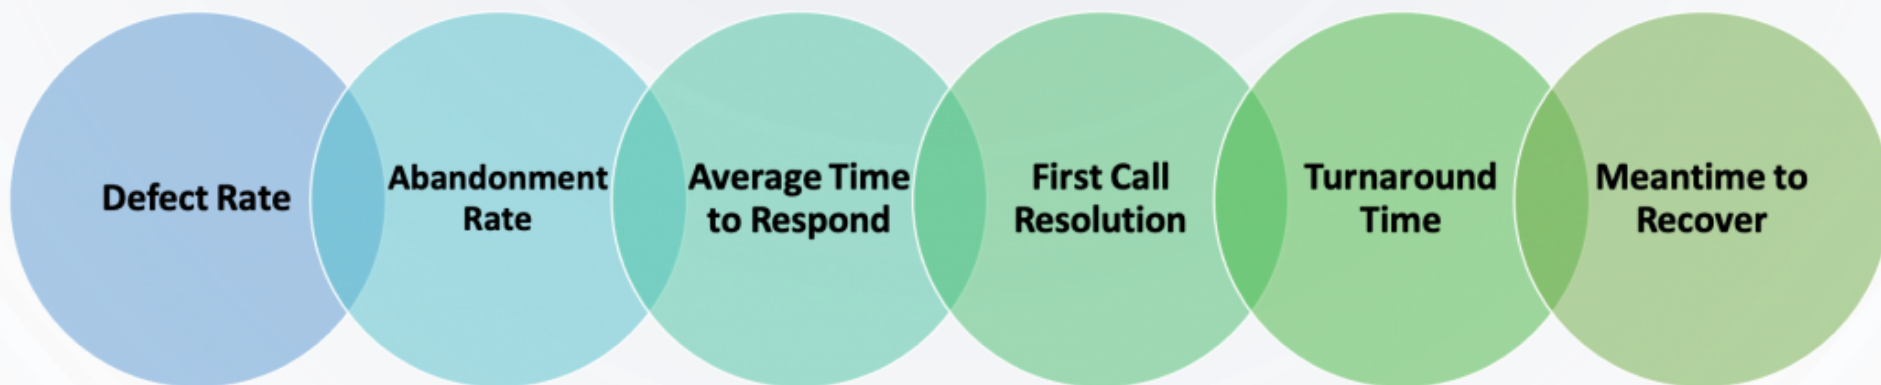 Defect Rate
Abandonment
Rate
Average Time
to Respond
First Call
Resolution
Turnaround
Time
Meantime to
Recover